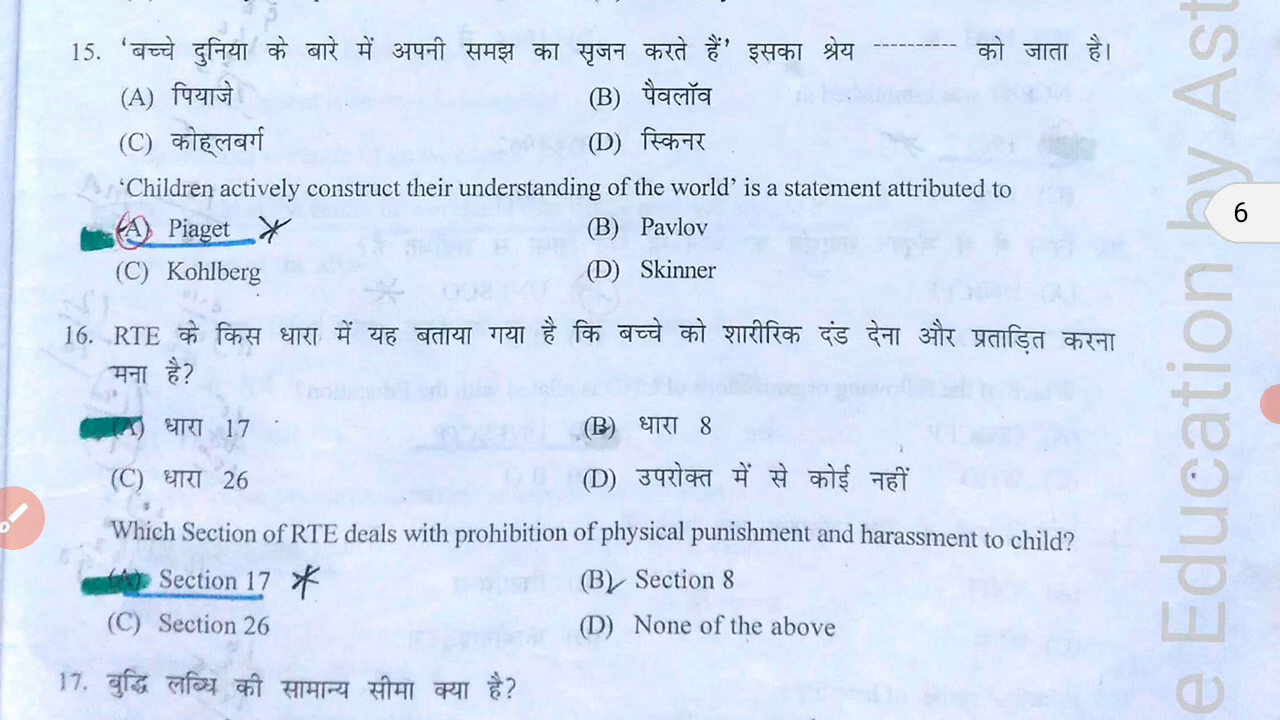 15. ‘बच्चे दुनिया के बारे में अपनी समझ का सृजन करते हैं’ इसका श्रेय ---------- को जाता है।
(A) पियाजे (B) पैवलॉव
(C) कोह्लबर्ग (D) स्किनर
‘Children actively construct their understanding of the world’ is a statement attributed to
(A) Piaget (B) Pavlov
(C) Kohlberg (D) Skinner
16. RTE के किस धारा में यह बताया गया है कि बच्चे को शारीरिक दंड देना और प्रताड़ित करना
मना है?
(A) धारा 17 (B) धारा 8
(C) धारा 26 (D) उपरोक्त में से कोई नहीं
Which Section of RTE deals with prohibition of physical punishment and harassment to child?
(A) Section 17 (B) Section 8
(C) Section 26 (D) None of the above
17. बुद्धि लब्धि की सामान्य सीमा क्या है?
e Education by Ast
6